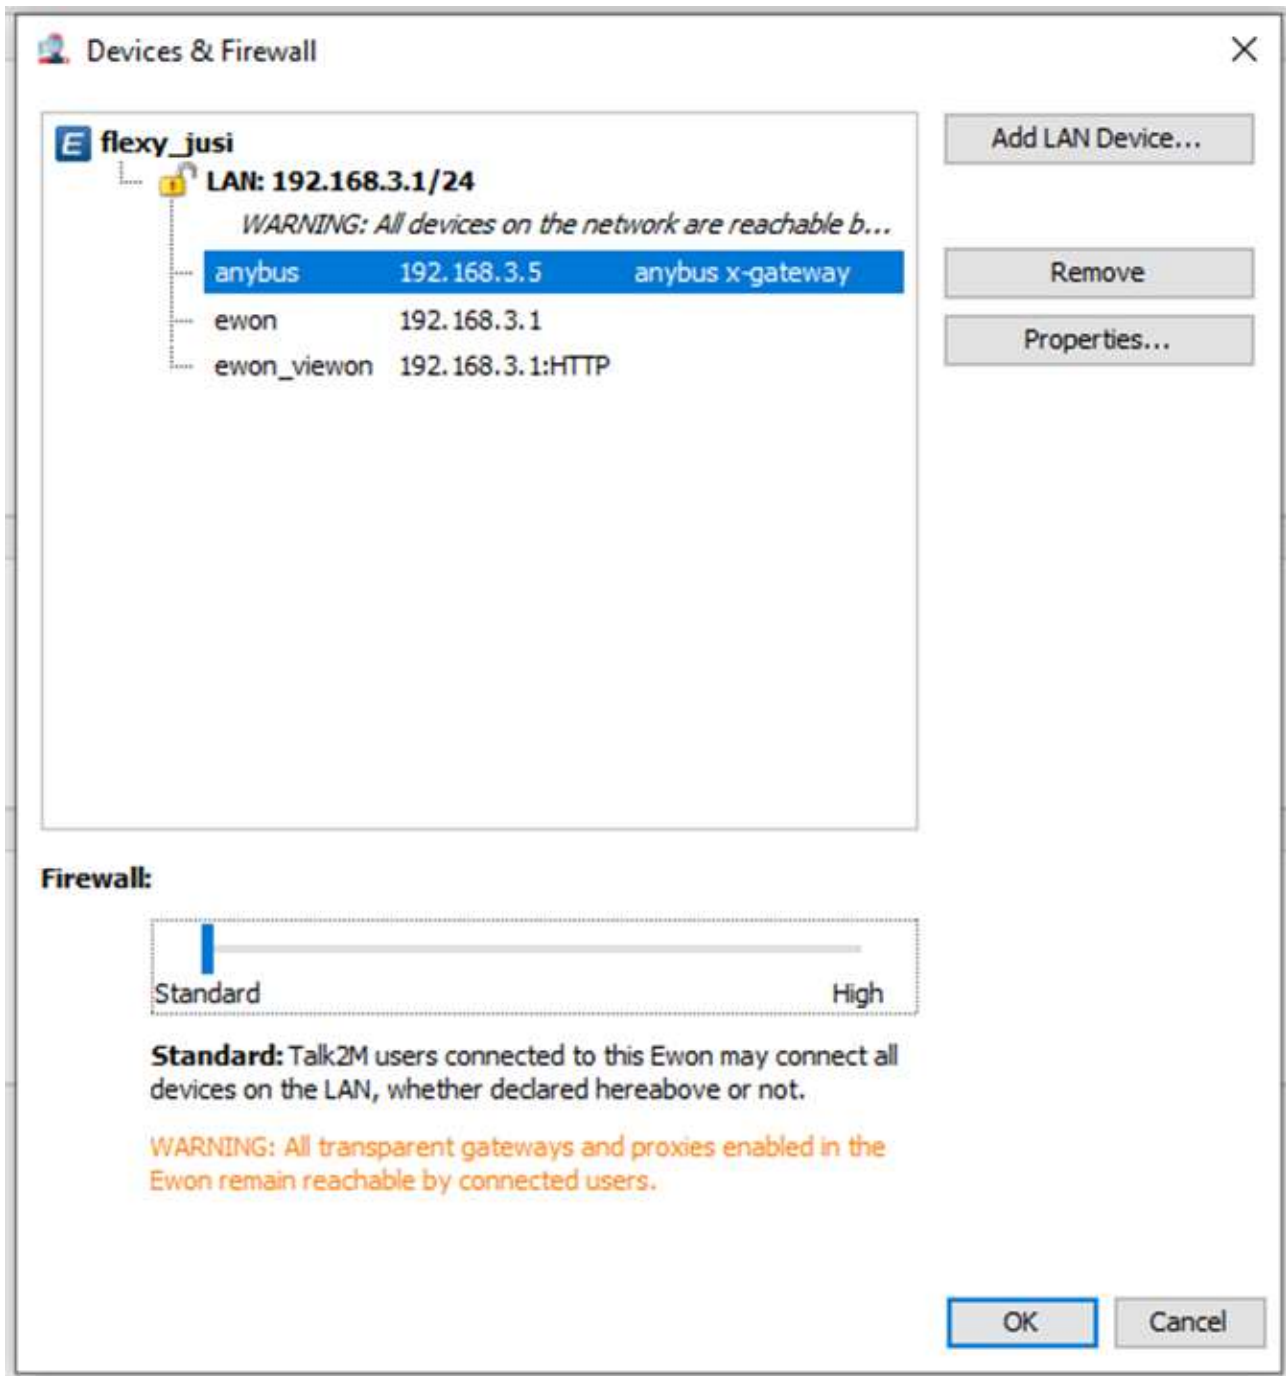 Devices & Firewall
Add LAN Device...
flexy_jusi
LAN: 192.168.3.1/24
WARNING: All devices on the network are reachable b...
anybus 192.168.3.5 anybus x-gateway
Remove
ewon 192.168.3.1
Properties...
ewon_viewon 192.168.3.1:HTTP
Firewall:
Standard High
Standard: Talk2M users connected to this Ewon may connect all
devices on the LAN, whether declared hereabove or not.
WARNING: All transparent gateways and proxies enabled in the
Ewon remain reachable by connected users.
OK Cancel